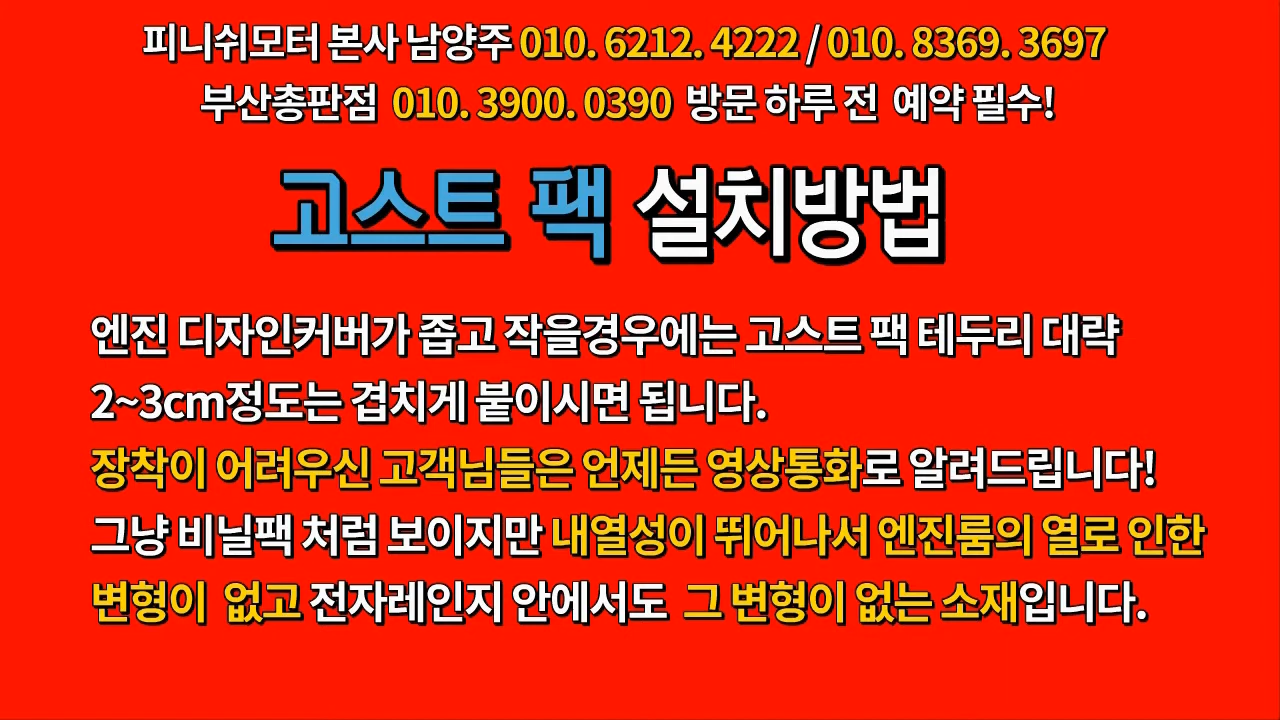 피니쉬모터 본사 남양주 010. 6212. 4222 / 010. 8369. 3697
부산총판점 010. 3900. 0390 방문 하루 전 예약 필수!
고스트 팩 설치방법
엔진 디자인커버가 좁고 작을경우에는 고스트 팩 테두리 대략
2~3cm정도는 겹치게 붙이시면 됩니다.
장착이 어려우신 고객님들은 언제든 영상통화로 알려드립니다!
그냥 비닐팩 처럼 보이지만 내열성이 뛰어나서 엔진룸의 열로 인한
변형이 없고 전자레인지 안에서도 그 변형이 없는 소재입니다.